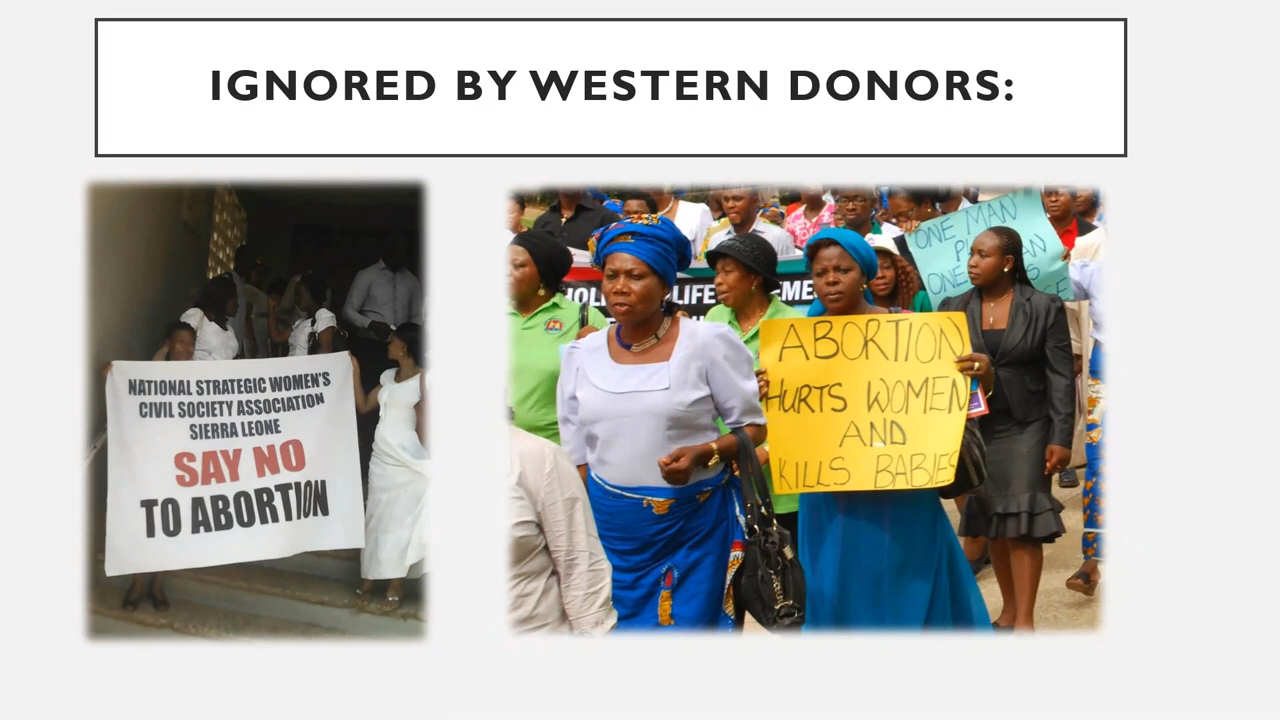 IGNORED BY WESTERN DONORS:
NATIONAL STRATEGIC WOMEN'S
CIVIL SOCIETY ASSOCIATION
SIERRA LEONE
SAY NO
TO ABORTION
LIFE
ONE MAN
ONE
ABORTION
HURTS WOMEN
AND
KILLS BABIES